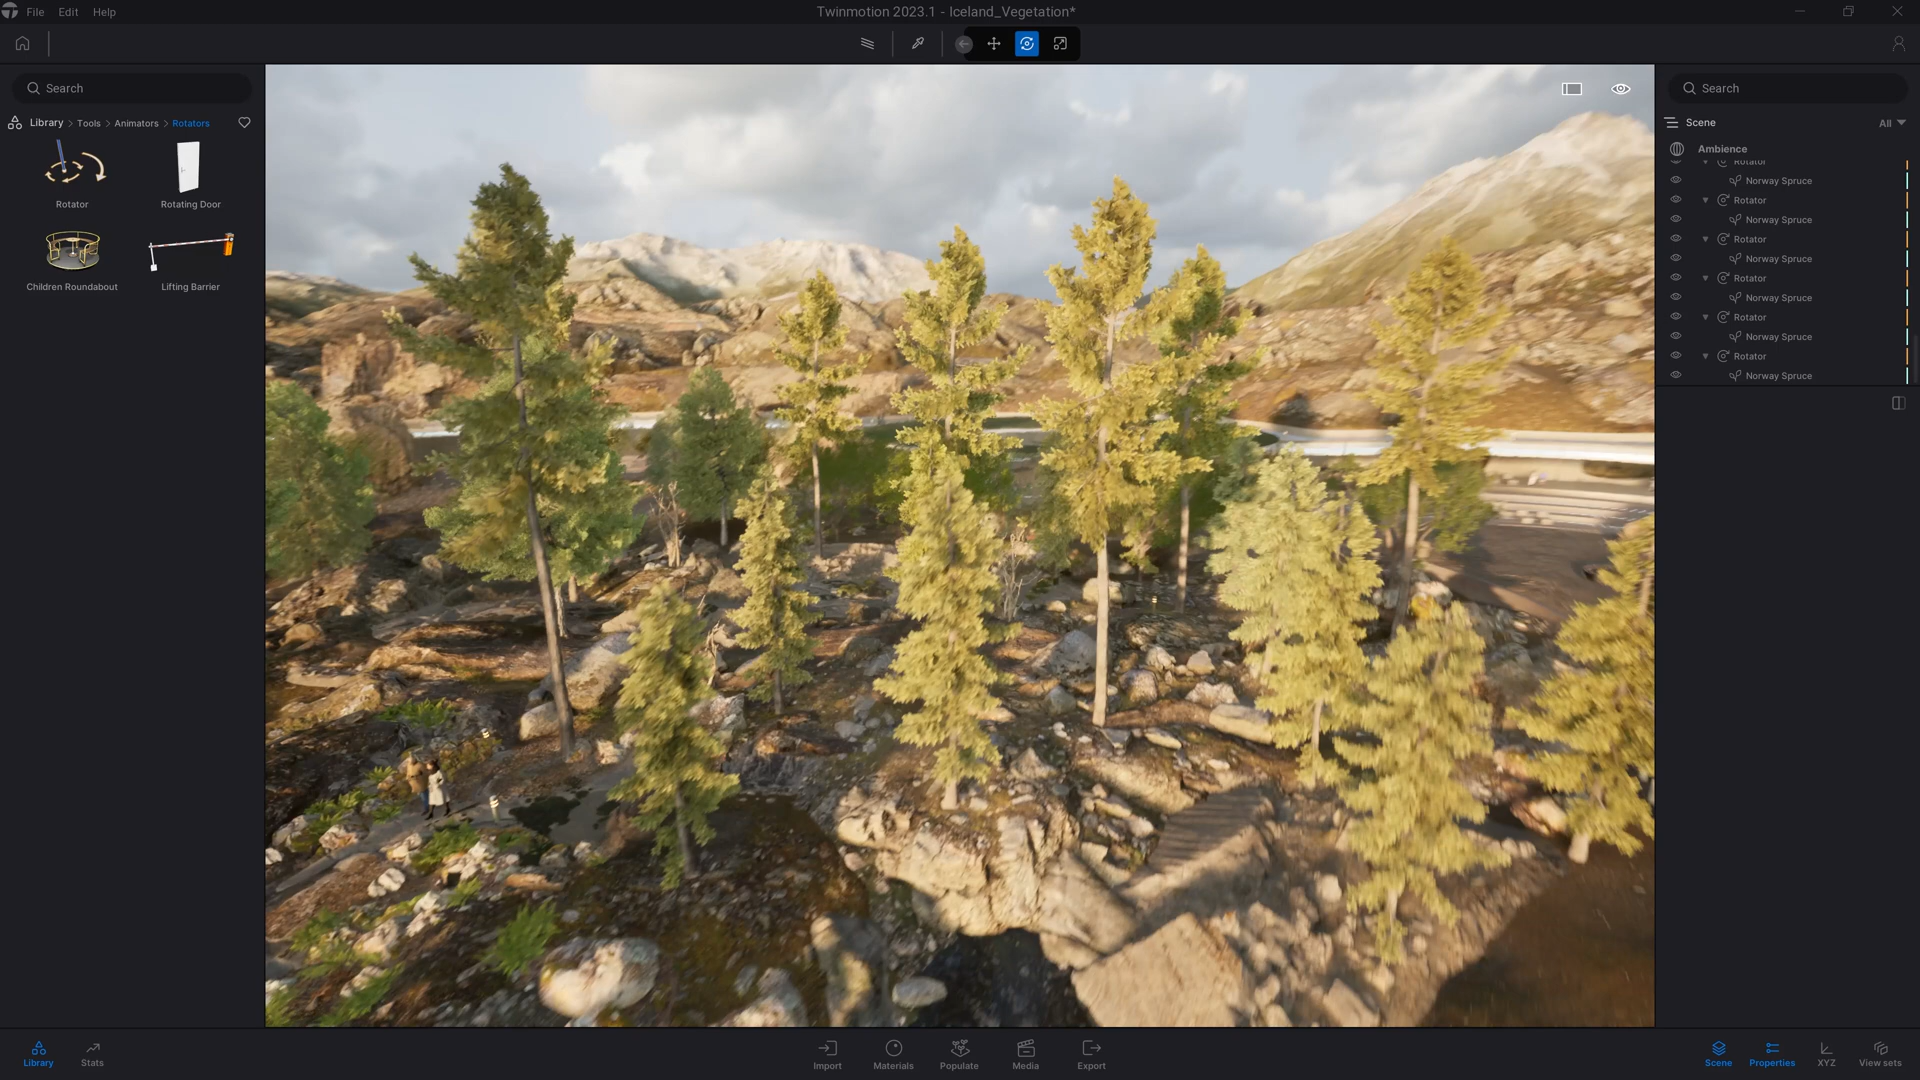 File Edit Help
Twinmotion 2023.1 - Iceland_Vegetation*
Search
Library > Tools > Animators > Rotators
Rotator
Rotating Door
Children Roundabout
Lifting Barrier
Search
Scene
All
Ambience
Rotator
Norway Spruce
Rotator
Norway Spruce
Rotator
Norway Spruce
Rotator
Norway Spruce
Rotator
Norway Spruce
Rotator
Norway Spruce
Library
Stats
Import
Materials
Populate
Media
Export
Scene
Properties
XYZ
View sets